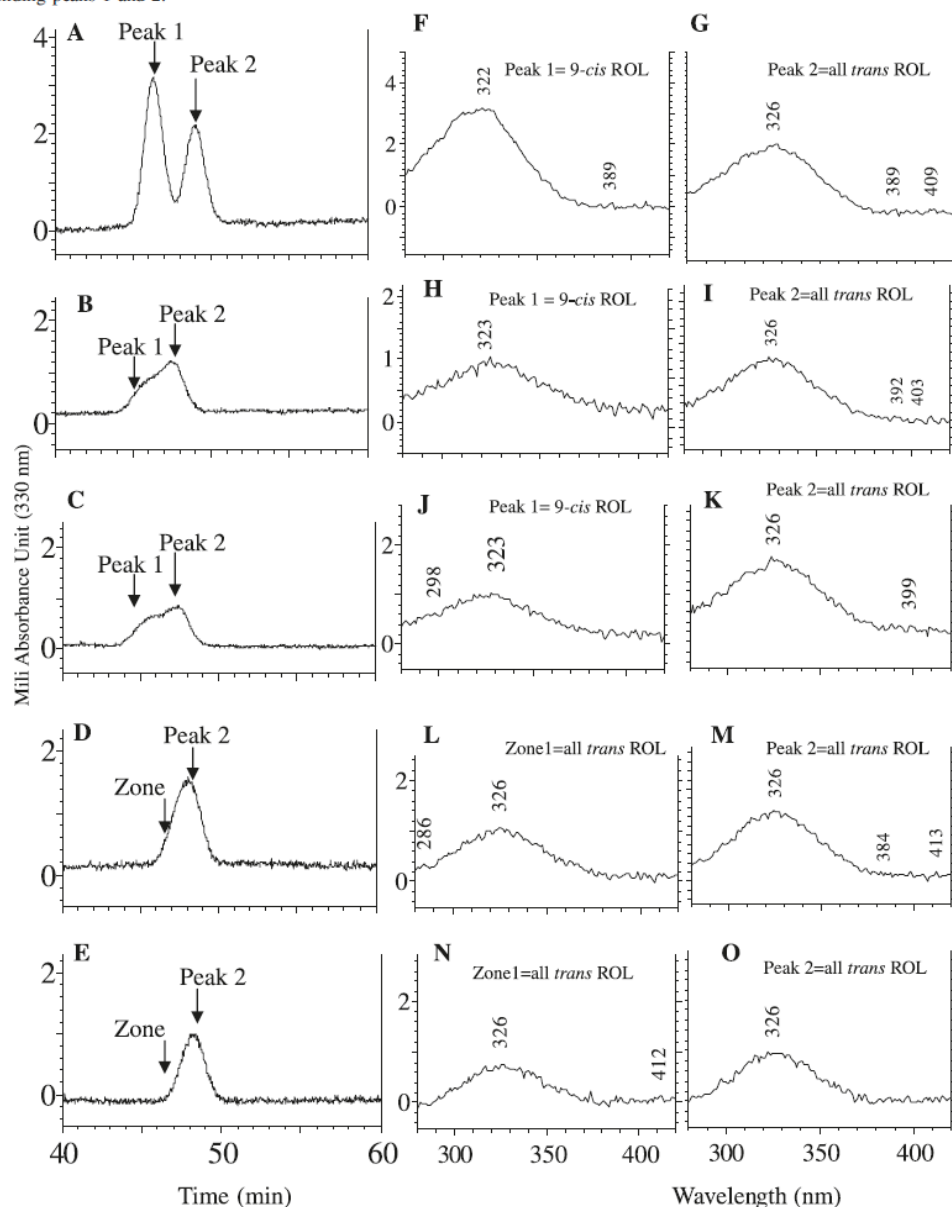 A
Peak 1
Peak 2
4
2
0
F
Peak 1= 9-cis ROL
322
389
4
2
0
G
Peak 2=all trans ROL
326
389
409
B
Peak 2
Peak 1
2
0
H
Peak 1 = 9-cis ROL
323
2
1
0
I
Peak 2=all trans ROL
326
392
403
C
Peak 2
Peak 1
2
0
J
Peak 1= 9-cis ROL
298
323
2
0
K
Peak 2=all trans ROL
326
399
Mili Absorbance Unit (330 nm)
D
Peak 2
Zone
2
0
L
Zone1=all trans ROL
286
326
2
0
M
Peak 2=all trans ROL
326
384
413
E
Peak 2
Zone
2
0
N
Zone1=all trans ROL
326
412
2
0
O
Peak 2=all trans ROL
326
40 50 60
300 350 400
300 350 400
Time (min)
Wavelength (nm)